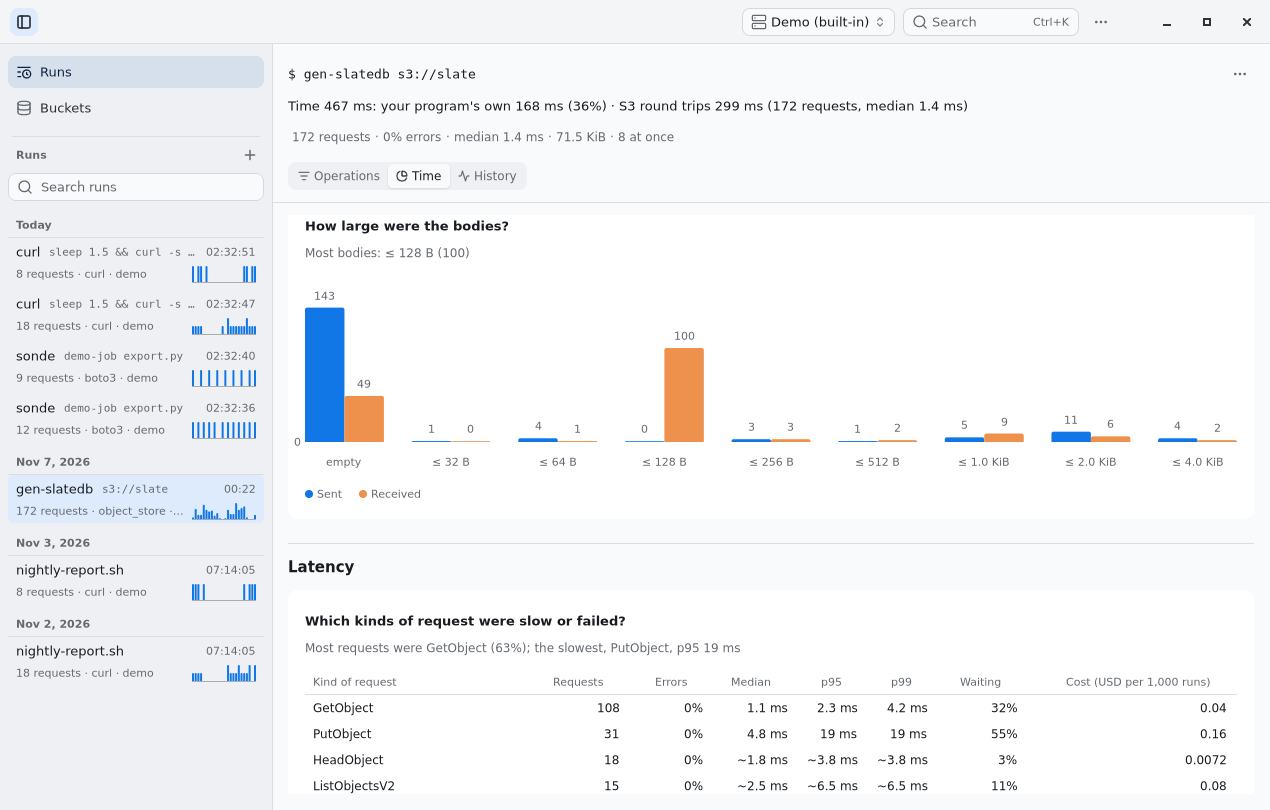 Demo (built-in)
Search Ctrl+K
Runs
Buckets
Runs
Search runs
Today
curl sleep 1.5 && curl -s … 02:32:51
8 requests · curl · demo
curl sleep 1.5 && curl -s … 02:32:47
18 requests · curl · demo
sonde demo-job export.py 02:32:40
9 requests · boto3 · demo
sonde demo-job export.py 02:32:36
12 requests · boto3 · demo
Nov 7, 2026
gen-slatedb s3://slate 00:22
172 requests · object_store ·…
Nov 3, 2026
nightly-report.sh 07:14:05
8 requests · curl · demo
Nov 2, 2026
nightly-report.sh 07:14:05
18 requests · curl · demo
$ gen-slatedb s3://slate
Time 467 ms: your program's own 168 ms (36%) · S3 round trips 299 ms (172 requests, median 1.4 ms)
172 requests · 0% errors · median 1.4 ms · 71.5 KiB · 8 at once
Operations Time History
How large were the bodies?
Most bodies: ≤ 128 B (100)
143 49 1 0 4 1 0 100 3 3 1 2 5 9 11 6 4 2
0
empty ≤ 32 B ≤ 64 B ≤ 128 B ≤ 256 B ≤ 512 B ≤ 1.0 KiB ≤ 2.0 KiB ≤ 4.0 KiB
Sent Received
Latency
Which kinds of request were slow or failed?
Most requests were GetObject (63%); the slowest, PutObject, p95 19 ms
Kind of request Requests Errors Median p95 p99 Waiting Cost (USD per 1,000 runs)
GetObject 108 0% 1.1 ms 2.3 ms 4.2 ms 32% 0.04
PutObject 31 0% 4.8 ms 19 ms 19 ms 55% 0.16
HeadObject 18 0% ~1.8 ms ~3.8 ms ~3.8 ms 3% 0.0072
ListObjectsV2 15 0% ~2.5 ms ~6.5 ms ~6.5 ms 11% 0.08